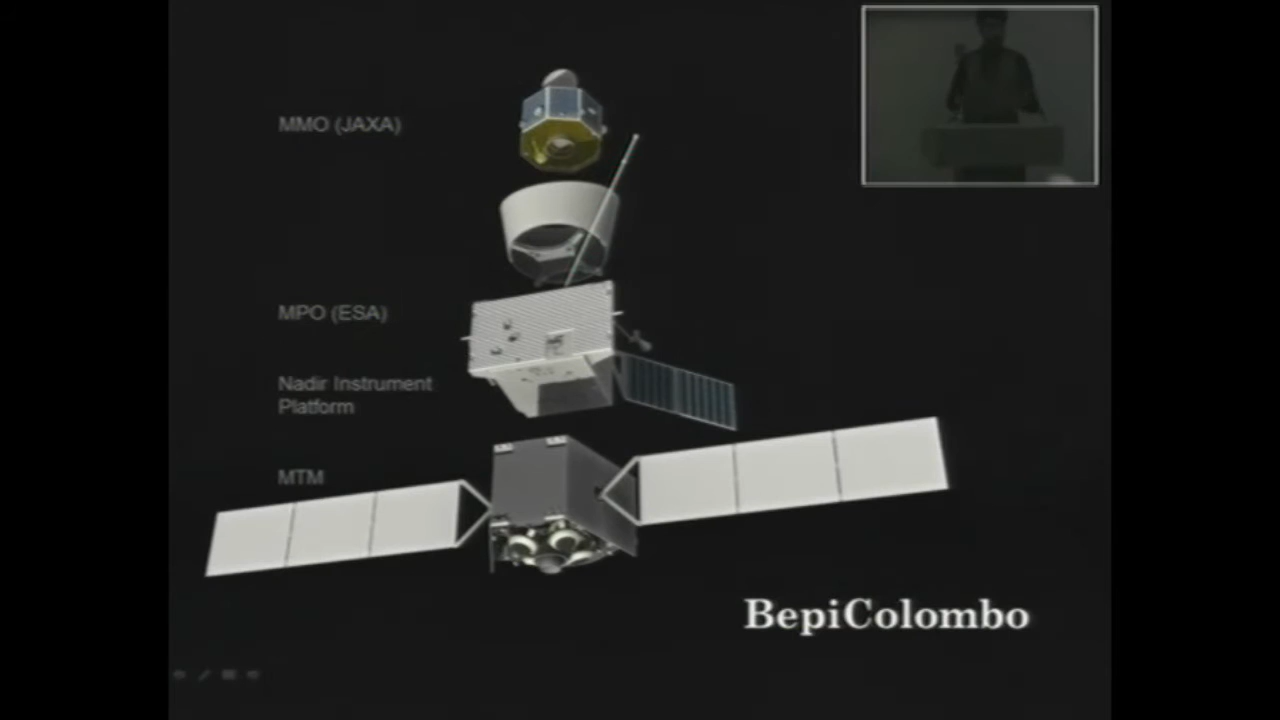 MMO (JAXA)
MPO (ESA)
Nadir Instrument
Platform
MTM
BepiColombo